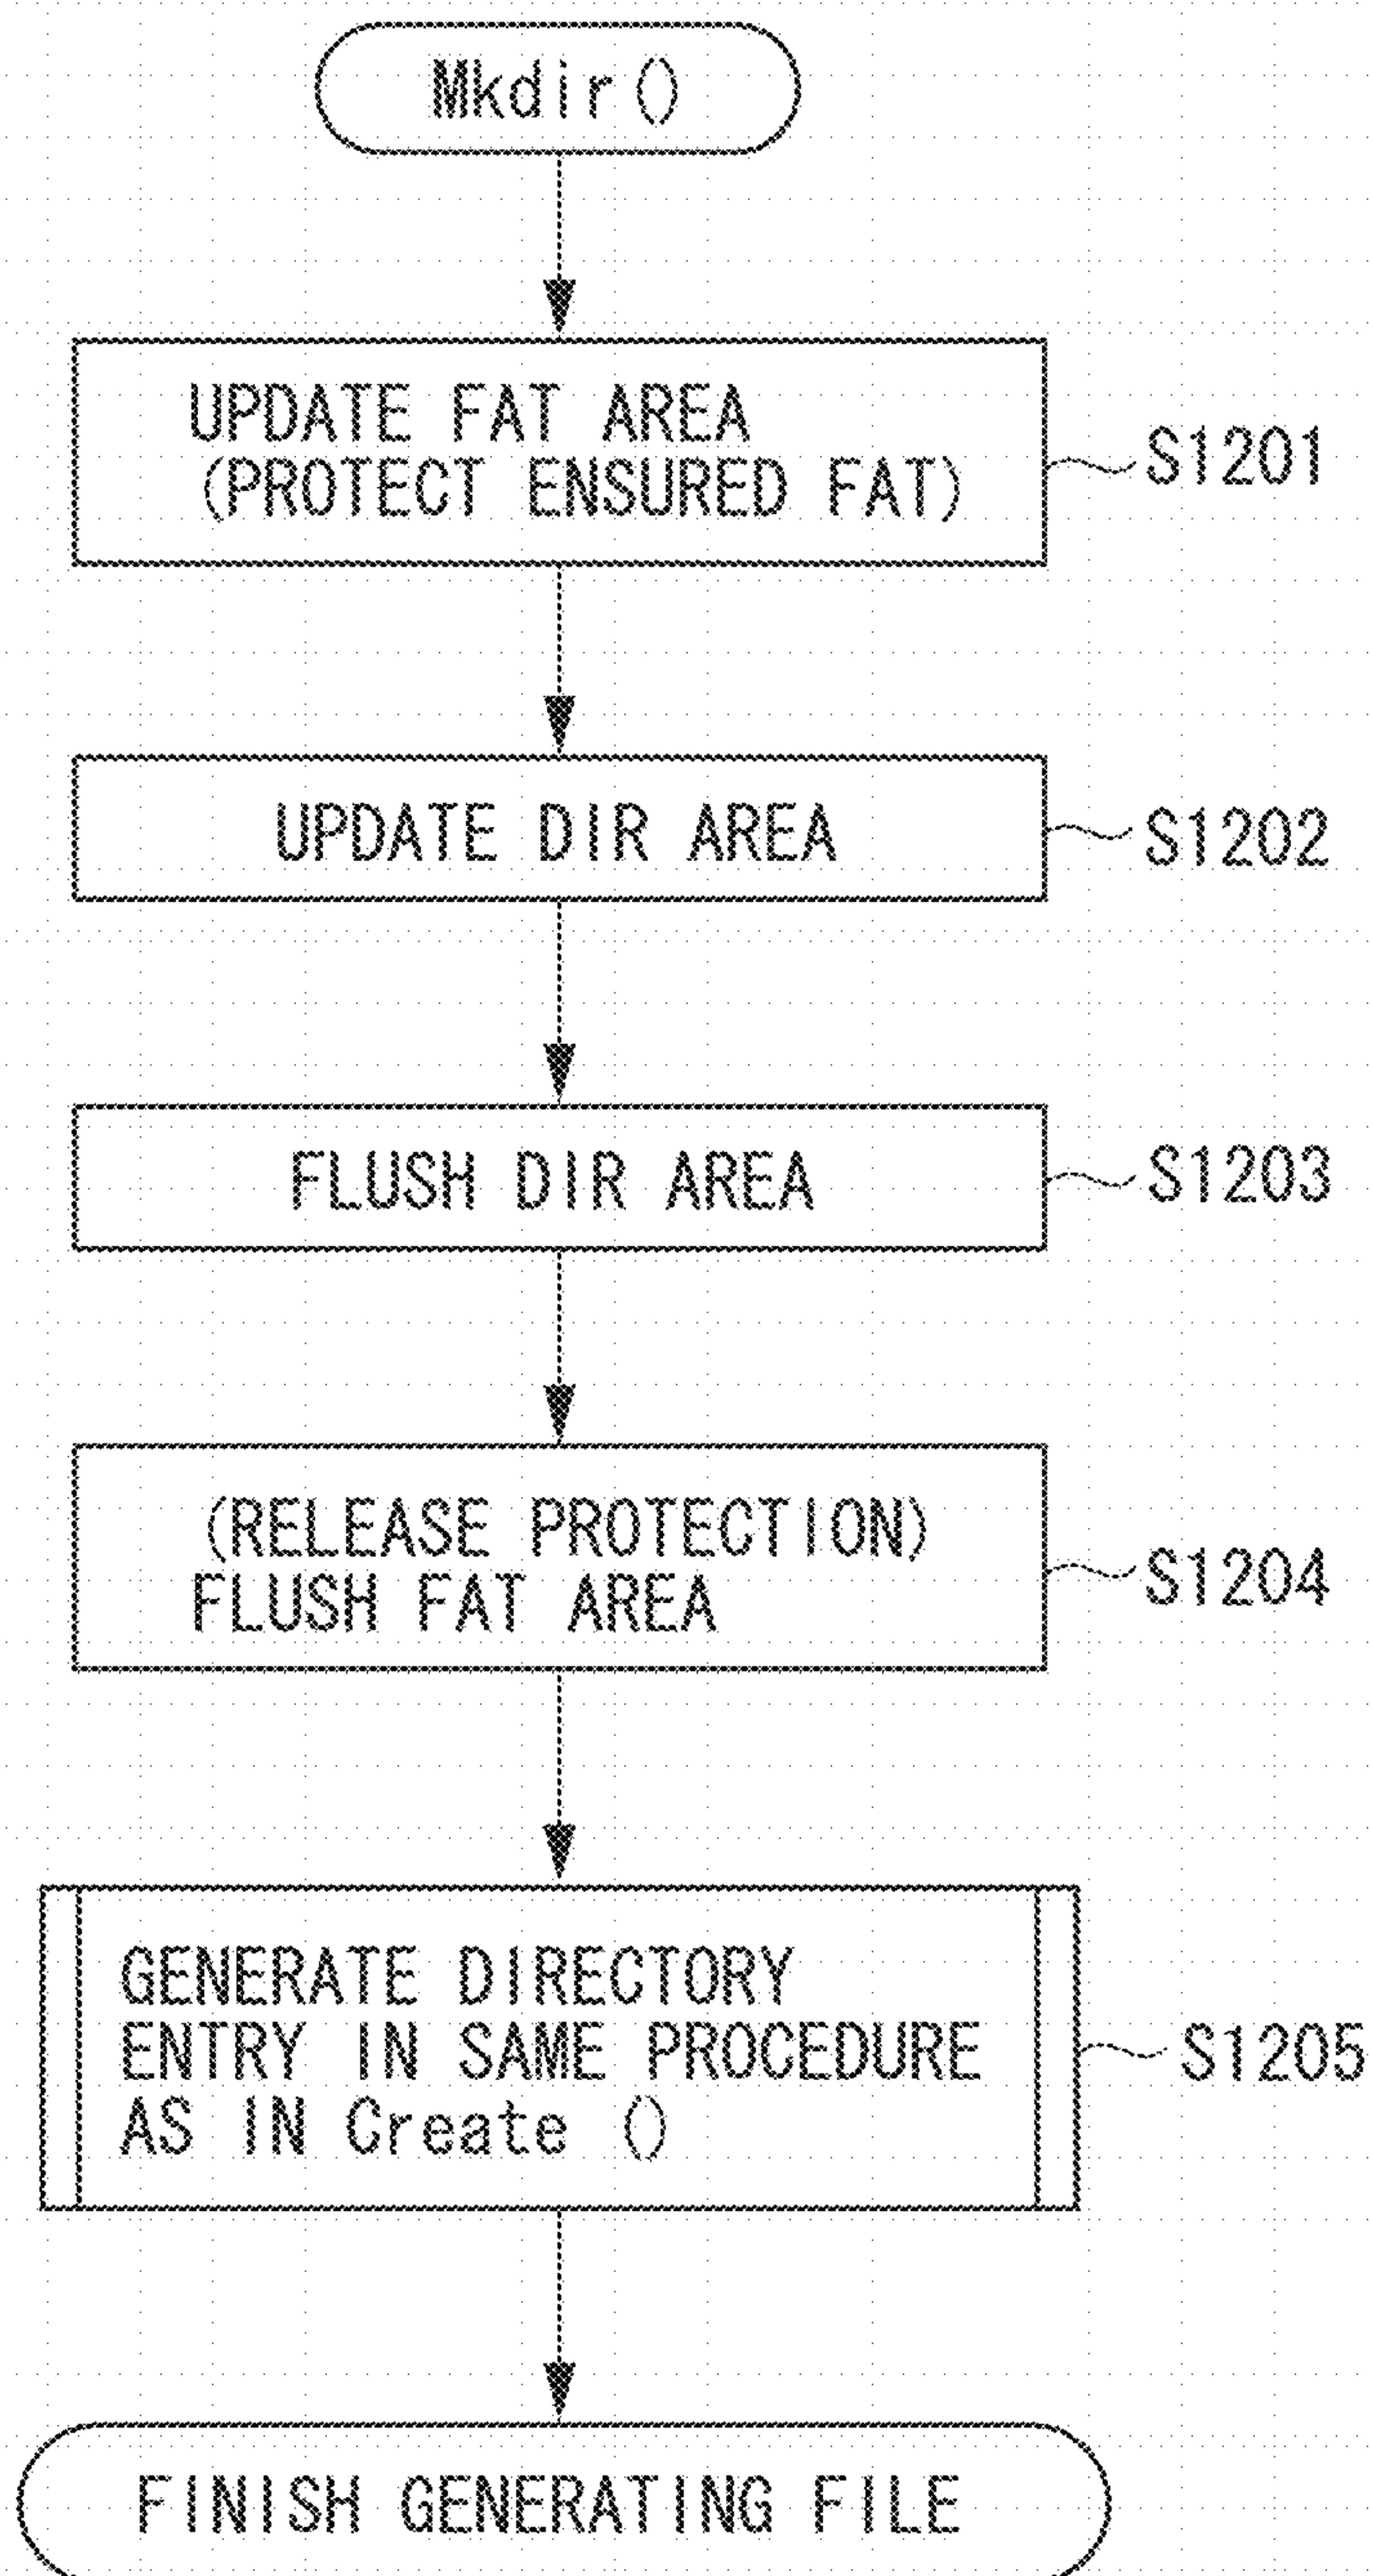 Mkdir ()
UPDATE FAT AREA
(PROTECT ENSURED FAT)
S1201
UPDATE DIR AREA
S1202
FLUSH DIR AREA
S1203
(RELEASE PROTECTION)
FLUSH FAT AREA
S1204
GENERATE DIRECTORY
ENTRY IN SAME PROCEDURE
AS IN Create ()
S1205
FINISH GENERATING FILE